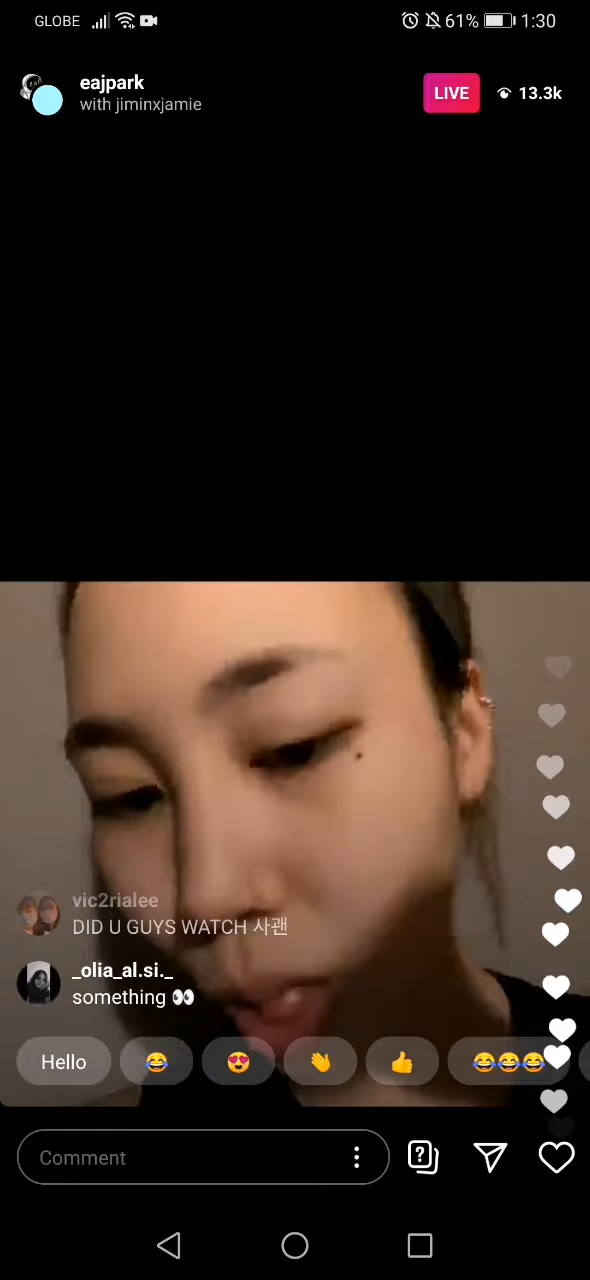 GLOBE 61% 1:30
eajpark
with jiminxjamie
LIVE 13.3k
vic2rialee
DID U GUYS WATCH 사괜
_olia_al.si._
something 👀
Hello 😂 😍 👋 👍 😂😂😂
Comment